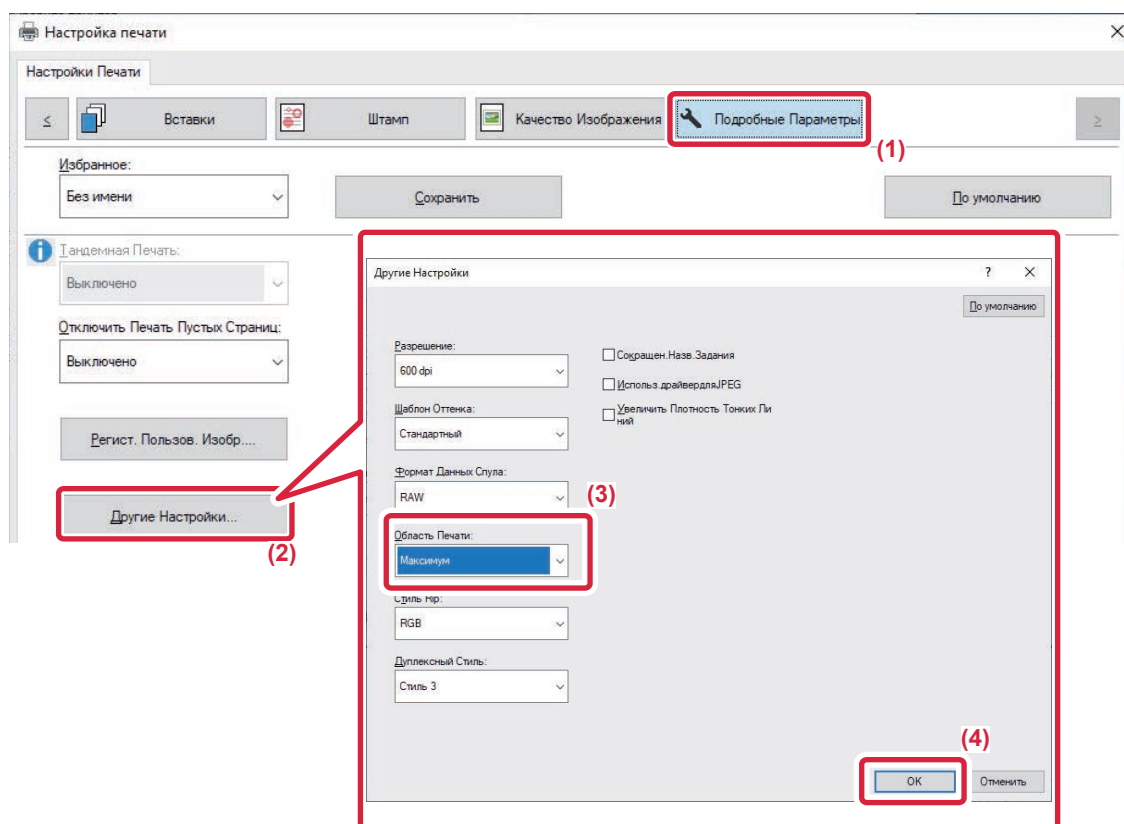 Настройка печати
Настройки Печати
≤
Вставки
Штамп
Качество Изображения
Подробные Параметры
≥
(1)
Избранное:
Без имени
Сохранить
По умолчанию
Тандемная Печать:
Выключено
Отключить Печать Пустых Страниц:
Выключено
Регист. Пользов. Изобр....
Другие Настройки...
(2)
Другие Настройки
?
По умолчанию
Разрешение:
600 dpi
Шаблон Оттенка:
Стандартный
Формат Данных Спула:
RAW
(3)
Область Печати:
Максимум
Стиль Rip:
RGB
Дуплексный Стиль:
Стиль 3
Сокращен.Назв.Задания
Использ.драйвердляJPEG
Увеличить Плотность Тонких Ли
ний
(4)
OK
Отменить